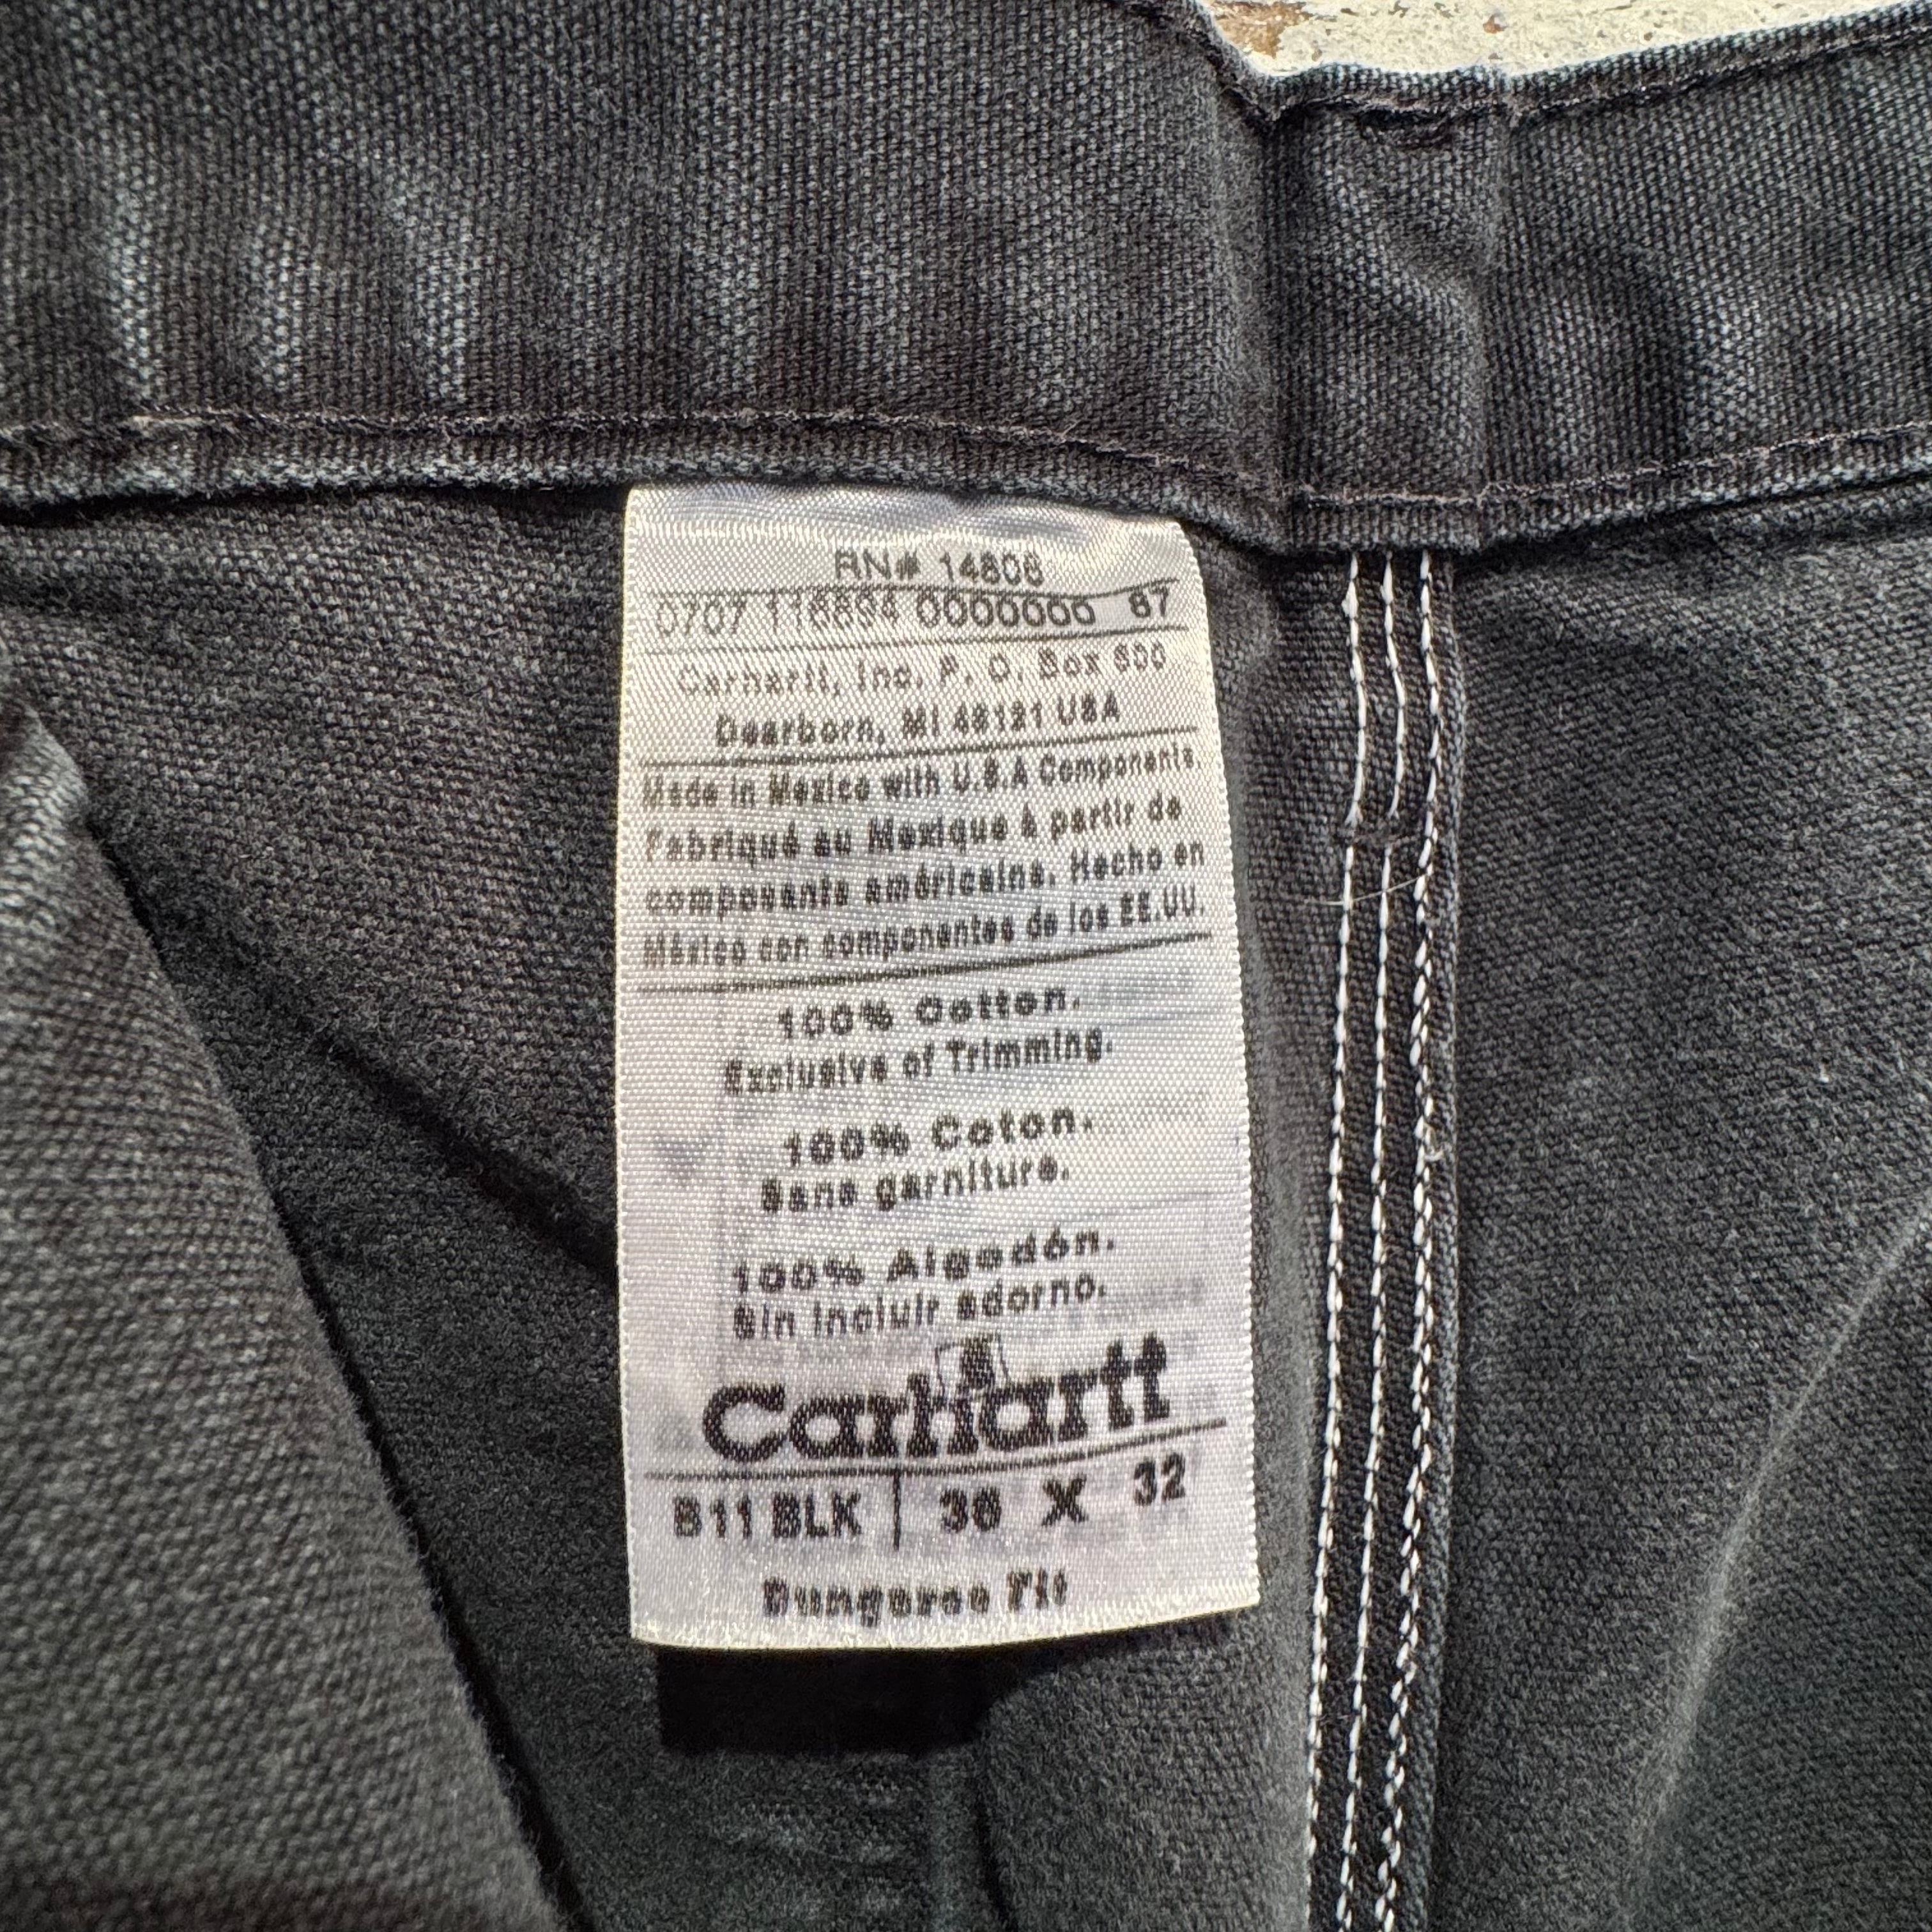 RN# 14806
0707 116894 0000000 87
Carhartt, Inc. P. O. Box 600
Dearborn, MI 48121 USA
Made in Mexico with U.S.A Components.
Fabriqué au Mexique à partir de
composants américains. Hecho en
México con componentes de los EE.UU.
100% Cotton.
Exclusive of Trimming.
100% Coton.
Sans garniture.
100% Algodón.
Sin incluir adorno.
Carhartt
B11 BLK 36 X 32
Dungaree Fit